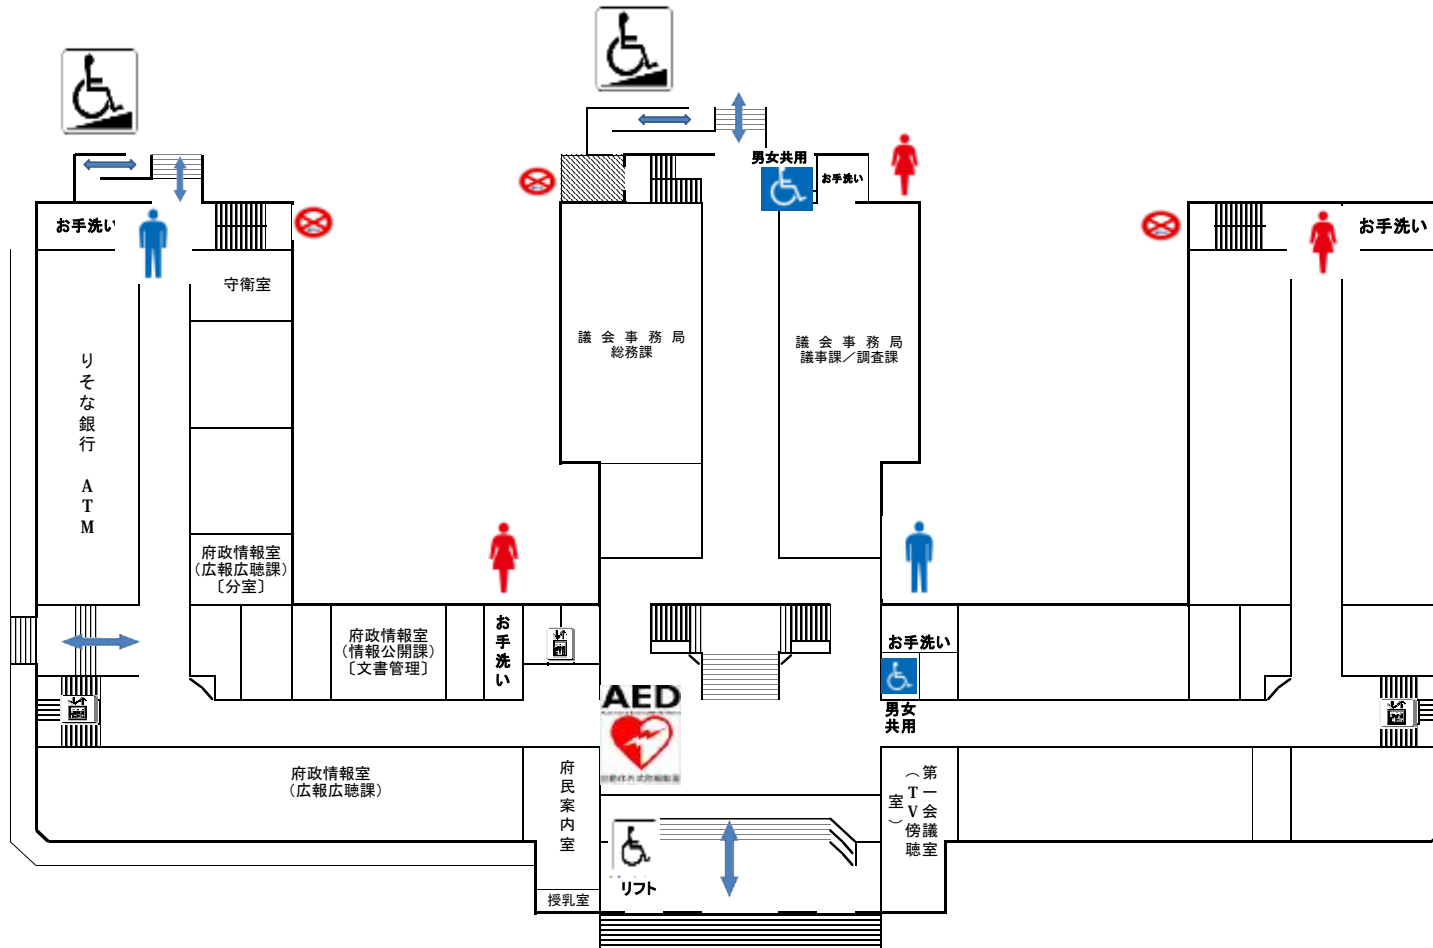 男女共用
お手洗い
お手洗い
お手洗い
守衛室
議会事務局
総務課
議会事務局
議事課／調査課
りそな銀行　ATM
府政情報室
（広報広聴課）
〔分室〕
お手洗い
府政情報室
（情報公開課）
［文書管理］
お手洗い
AED
男女
共用
府政情報室
（広報広聴課）
府民案内室
第一会議室
（TV傍聴
室）
リフト
授乳室